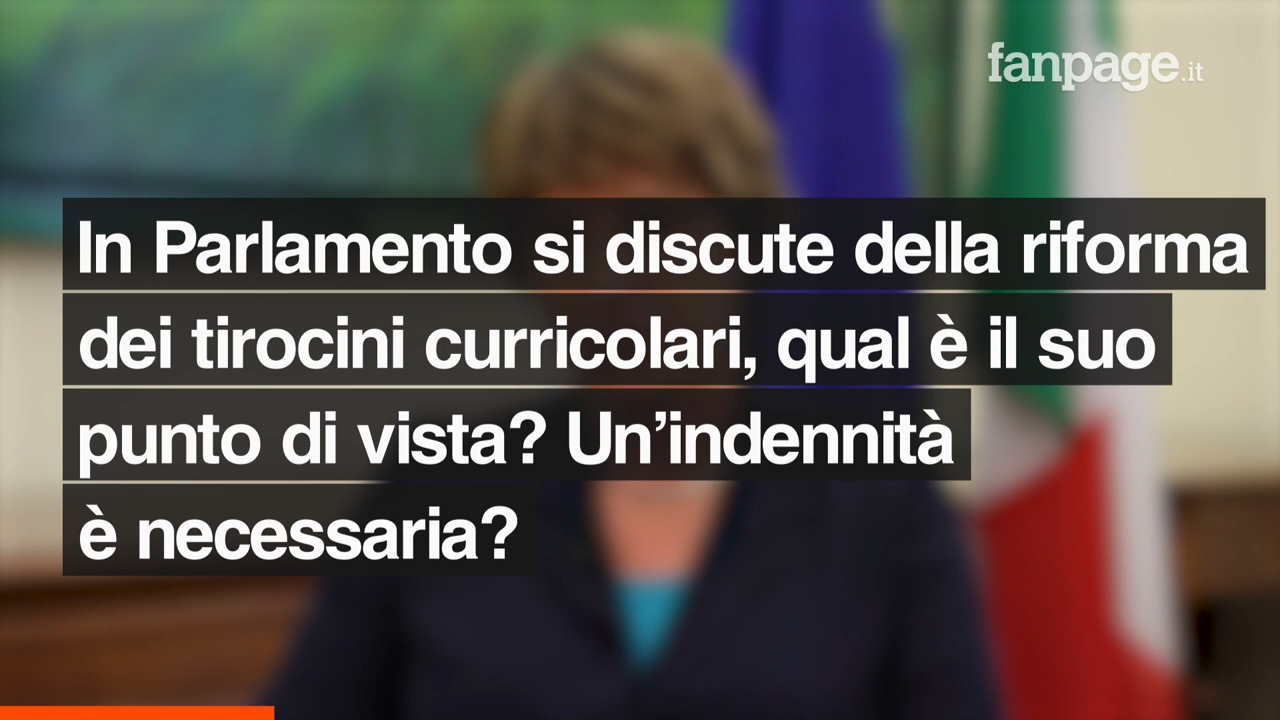 fanpage.it
In Parlamento si discute della riforma
dei tirocini curricolari, qual è il suo
punto di vista? Un’indennità
è necessaria?